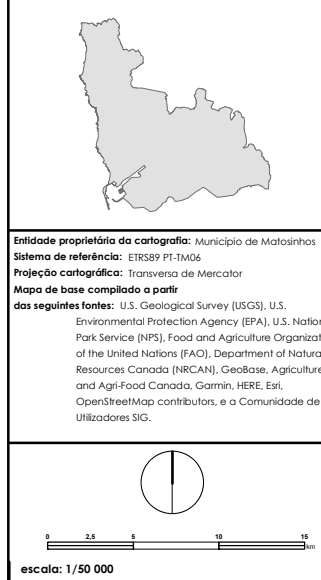 Entidade proprietária da cartografia: Município de Matosinhos
Sistema de referência: ETRS89 PT-TM06
Projeção cartográfica: Transversa de Mercator
Mapa de base compilado a partir
das seguintes fontes: U.S. Geological Survey (USGS), U.S.
Environmental Protection Agency (EPA), U.S. Nation
Park Service (NPS), Food and Agriculture Organizat
of the United Nations (FAO), Department of Natura
Resources Canada (NRCAN), GeoBase, Agriculture
and Agri-Food Canada, Garmin, HERE, Esri,
OpenStreetMap contributors, e a Comunidade de
Utilizadores SIG.
0 2,5 5 10 15
km
escala: 1/50 000